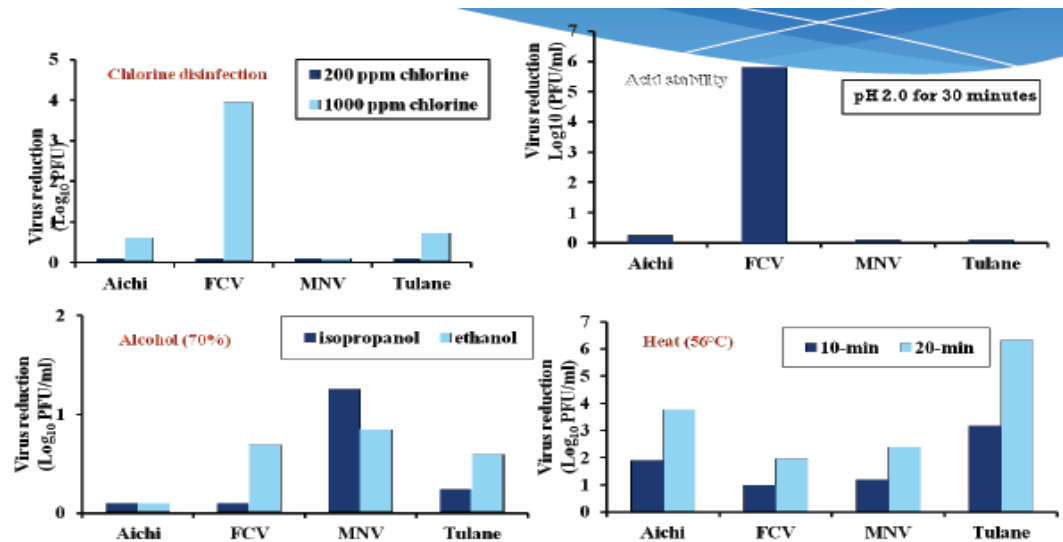 Chlorine disinfection
200 ppm chlorine
1000 ppm chlorine
Virus reduction
(Log10 PFU)
5
4
3
2
1
0
Aichi FCV MNV Tulane
Acid stability
pH 2.0 for 30 minutes
Virus reduction
Log10 (PFU/ml)
7
6
5
4
3
2
1
0
Aichi FCV MNV Tulane
Alcohol (70%)
isopropanol ethanol
Virus reduction
(Log10 PFU/ml)
2
1
0
Aichi FCV MNV Tulane
Heat (56°C)
10-min 20-min
Virus reduction
(Log10 PFU/ml)
7
6
5
4
3
2
1
0
Aichi FCV MNV Tulane